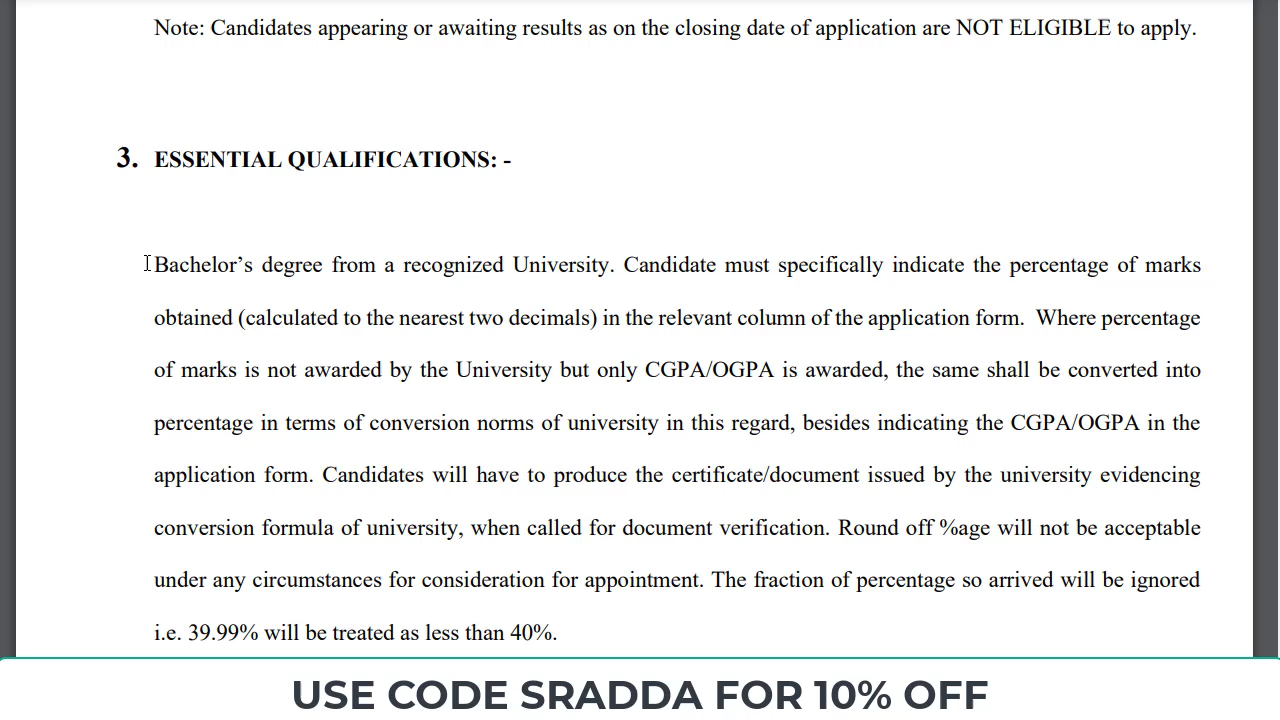 Note: Candidates appearing or awaiting results as on the closing date of application are NOT ELIGIBLE to apply.
3. ESSENTIAL QUALIFICATIONS: -
Bachelor’s degree from a recognized University. Candidate must specifically indicate the percentage of marks
obtained (calculated to the nearest two decimals) in the relevant column of the application form.  Where percentage
of marks is not awarded by the University but only CGPA/OGPA is awarded, the same shall be converted into
percentage in terms of conversion norms of university in this regard, besides indicating the CGPA/OGPA in the
application form. Candidates will have to produce the certificate/document issued by the university evidencing
conversion formula of university, when called for document verification. Round off %age will not be acceptable
under any circumstances for consideration for appointment. The fraction of percentage so arrived will be ignored
i.e. 39.99% will be treated as less than 40%.
USE CODE SRADDA FOR 10% OFF